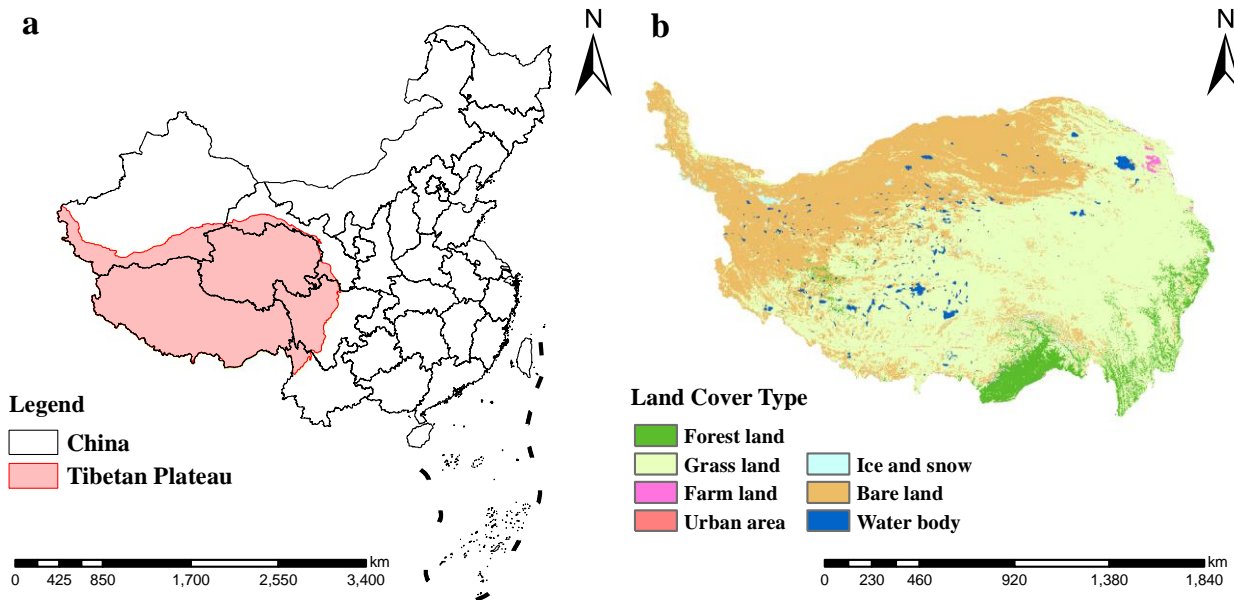 a
N
Legend
China
Tibetan Plateau
km
0 425 850 1,700 2,550 3,400
b
N
Land Cover Type
Forest land
Grass land
Farm land
Urban area
Ice and snow
Bare land
Water body
km
0 230 460 920 1,380 1,840